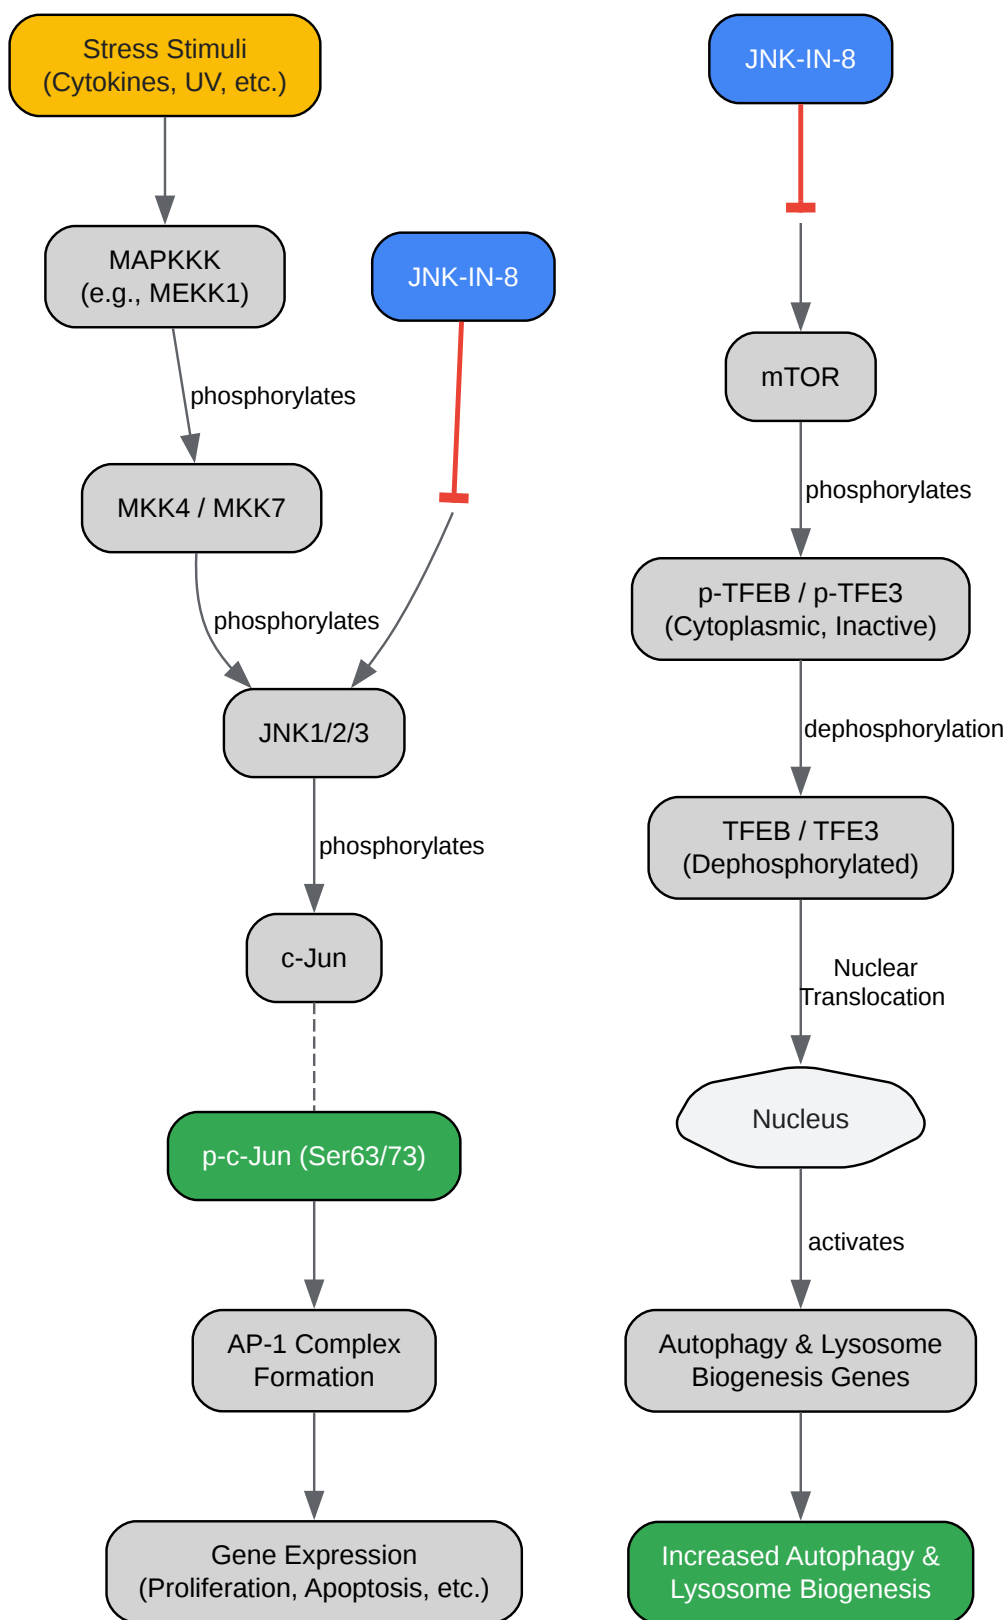 Stress Stimuli
(Cytokines, UV, etc.)
MAPKKK
(e.g., MEKK1)
JNK-IN-8
phosphorylates
MKK4 / MKK7
phosphorylates
JNK1/2/3
phosphorylates
c-Jun
p-c-Jun (Ser63/73)
AP-1 Complex
Formation
Gene Expression
(Proliferation, Apoptosis, etc.)
JNK-IN-8
mTOR
phosphorylates
p-TFEB / p-TFE3
(Cytoplasmic, Inactive)
dephosphorylation
TFEB / TFE3
(Dephosphorylated)
Nuclear
Translocation
Nucleus
activates
Autophagy & Lysosome
Biogenesis Genes
Increased Autophagy &
Lysosome Biogenesis